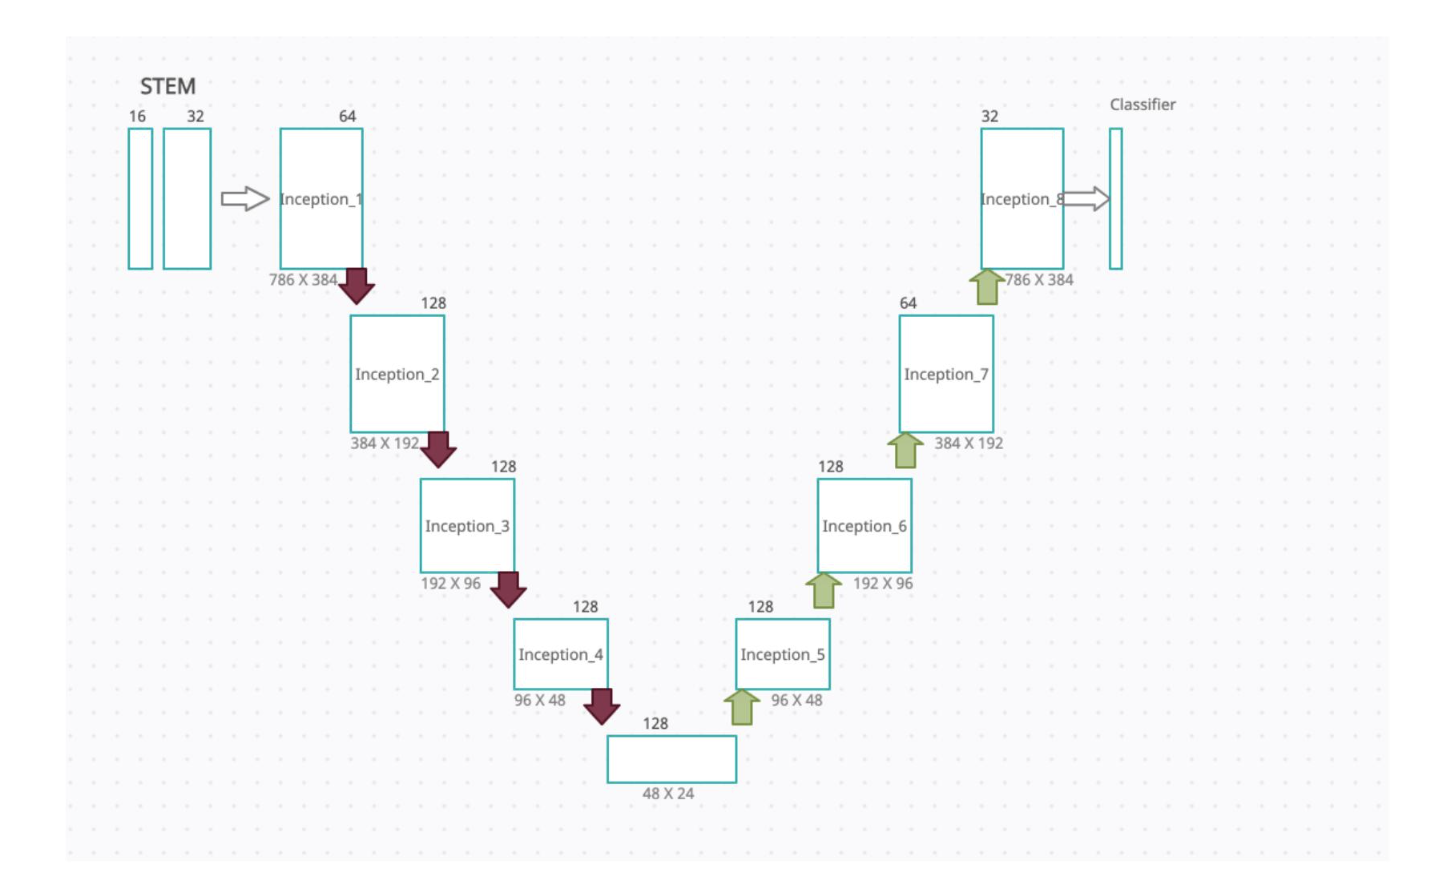 STEM
Classifier
16 32 64 32
Inception_1 Inception_8
786 X 384 786 X 384
128 64
Inception_2 Inception_7
384 X 192 384 X 192
128 128
Inception_3 Inception_6
192 X 96 192 X 96
128 128
Inception_4 Inception_5
96 X 48 96 X 48
128
48 X 24